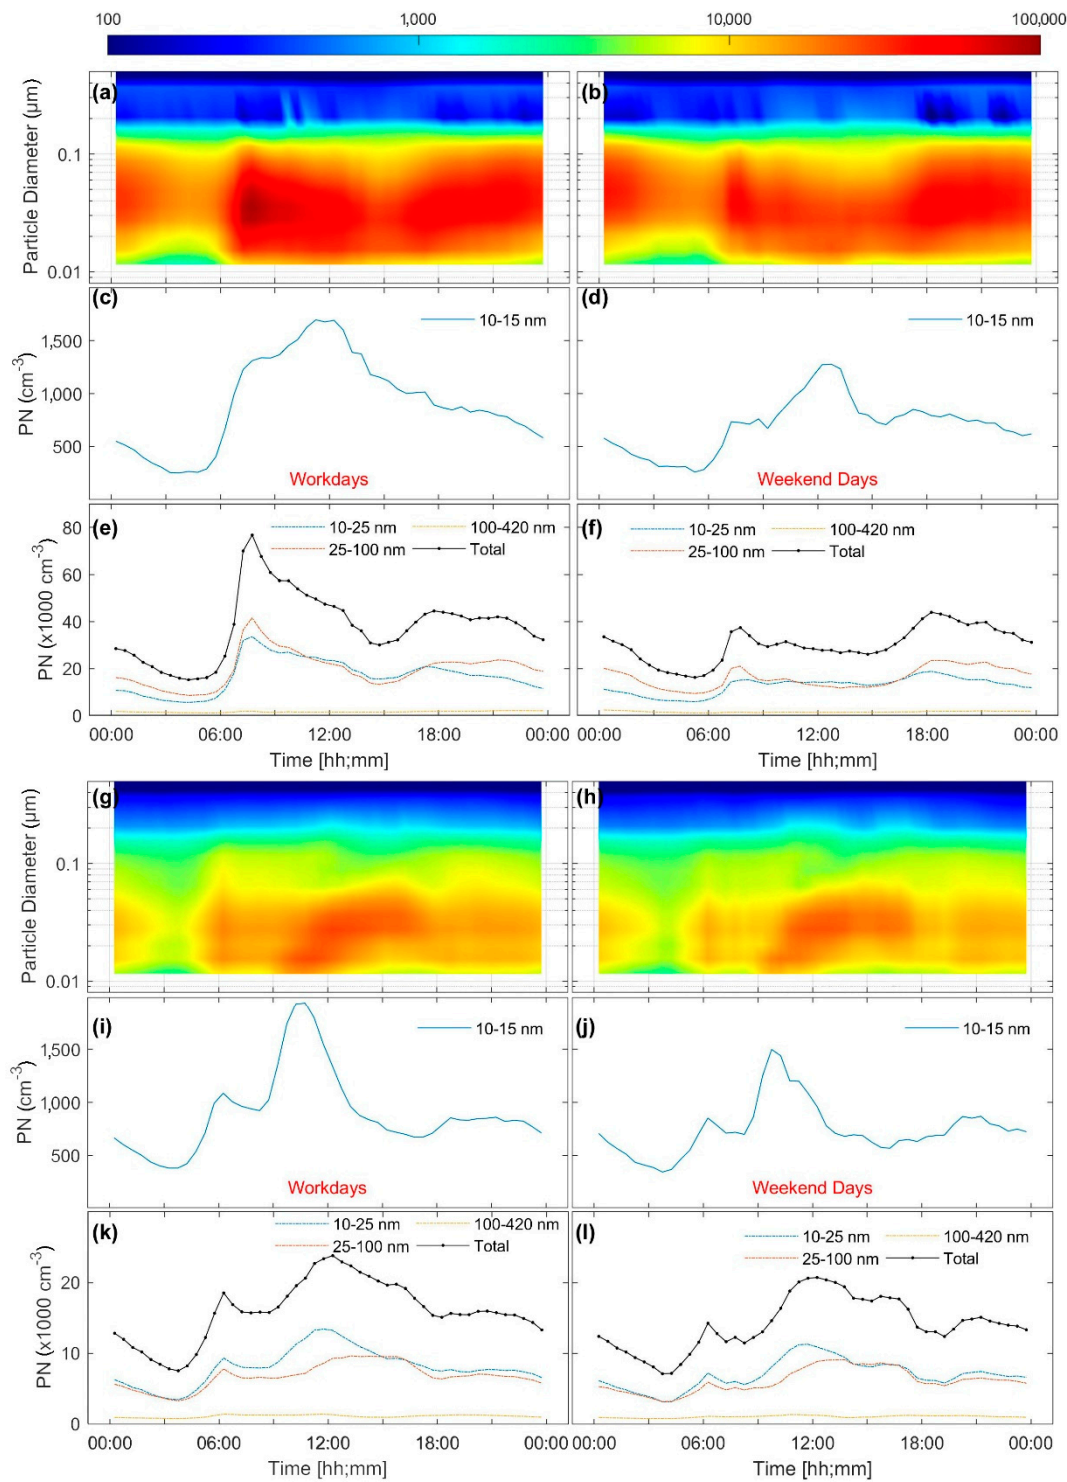 100 1,000 10,000 100,000
(a) (b)
Particle Diameter (μm)
0.1
0.01
(c) (d)
10-15 nm 10-15 nm
PN (cm-3)
1,500
1,000
500
Workdays Weekend Days
(e) (f)
10-25 nm 100-420 nm 10-25 nm 100-420 nm
25-100 nm Total 25-100 nm Total
PN (x1000 cm-3)
80
60
40
20
0
00:00 06:00 12:00 18:00 00:00 06:00 12:00 18:00 00:00
Time [hh;mm] Time [hh;mm]
(g) (h)
Particle Diameter (μm)
0.1
0.01
(i) (j)
10-15 nm 10-15 nm
PN (cm-3)
1,500
1,000
500
Workdays Weekend Days
(k) (l)
10-25 nm 100-420 nm 10-25 nm 100-420 nm
25-100 nm Total 25-100 nm Total
PN (x1000 cm-3)
20
10
0
00:00 06:00 12:00 18:00 00:00 06:00 12:00 18:00 00:00
Time [hh;mm] Time [hh;mm]